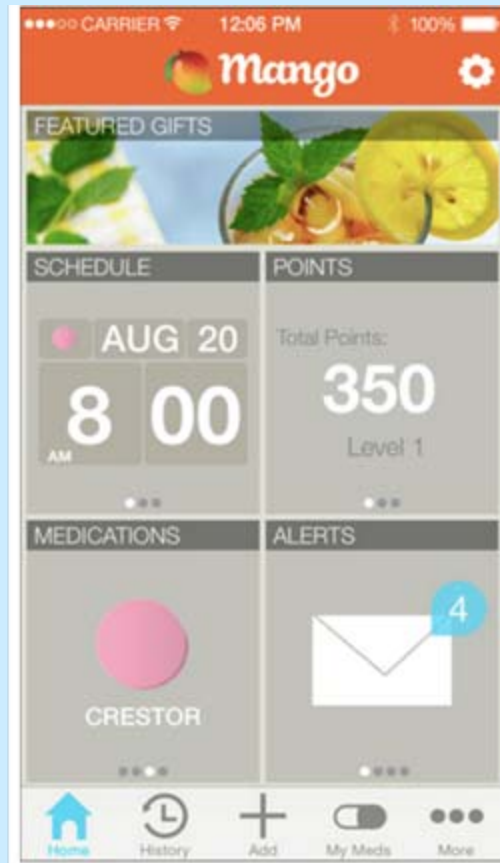 CARRIER 12:06 PM 100%
Mango
FEATURED GIFTS
SCHEDULE
AUG 20
8 00
AM
POINTS
Total Points:
350
Level 1
MEDICATIONS
CRESTOR
ALERTS
4
Home History Add My Meds More